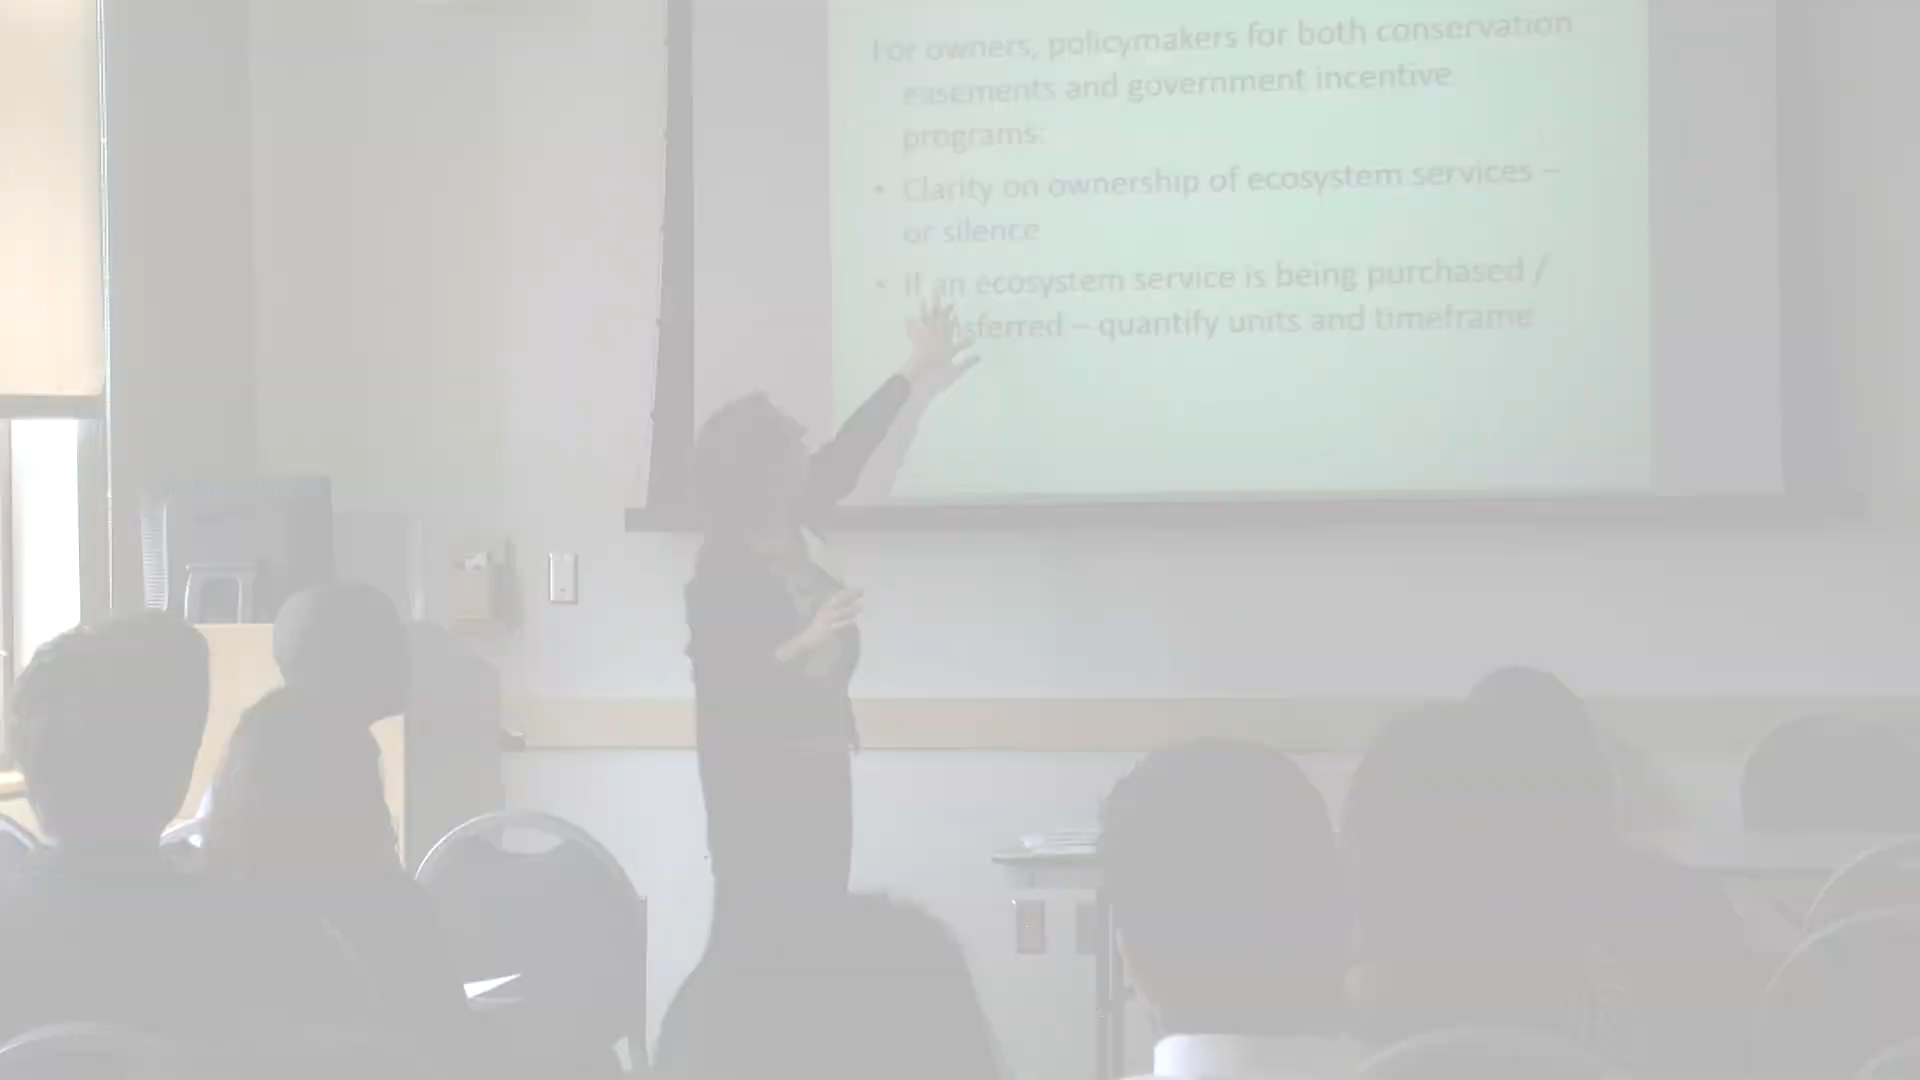 For owners, policymakers for both conservation
easements and government incentive
programs:
• Clarity on ownership of ecosystem services –
or silence
• If an ecosystem service is being purchased /
sferred – quantify units and timeframe